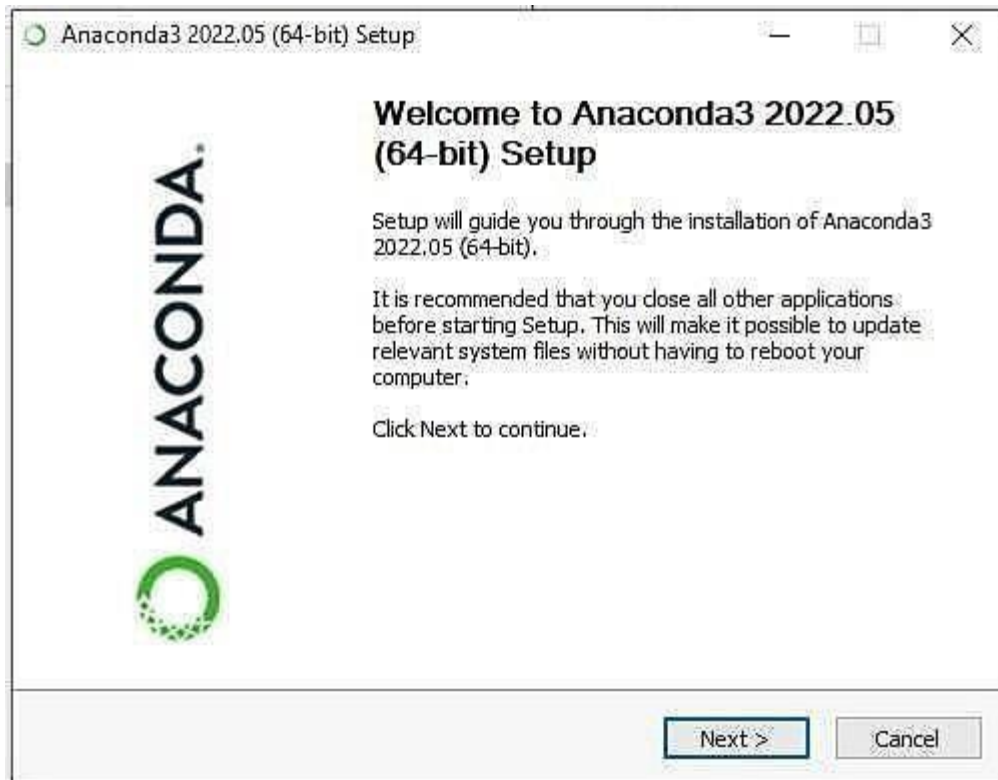 Anaconda3 2022.05 (64-bit) Setup
Welcome to Anaconda3 2022.05
(64-bit) Setup
ANACONDA.
Setup will guide you through the installation of Anaconda3
2022.05 (64-bit).
It is recommended that you close all other applications
before starting Setup. This will make it possible to update
relevant system files without having to reboot your
computer.
Click Next to continue.
Next >
Cancel